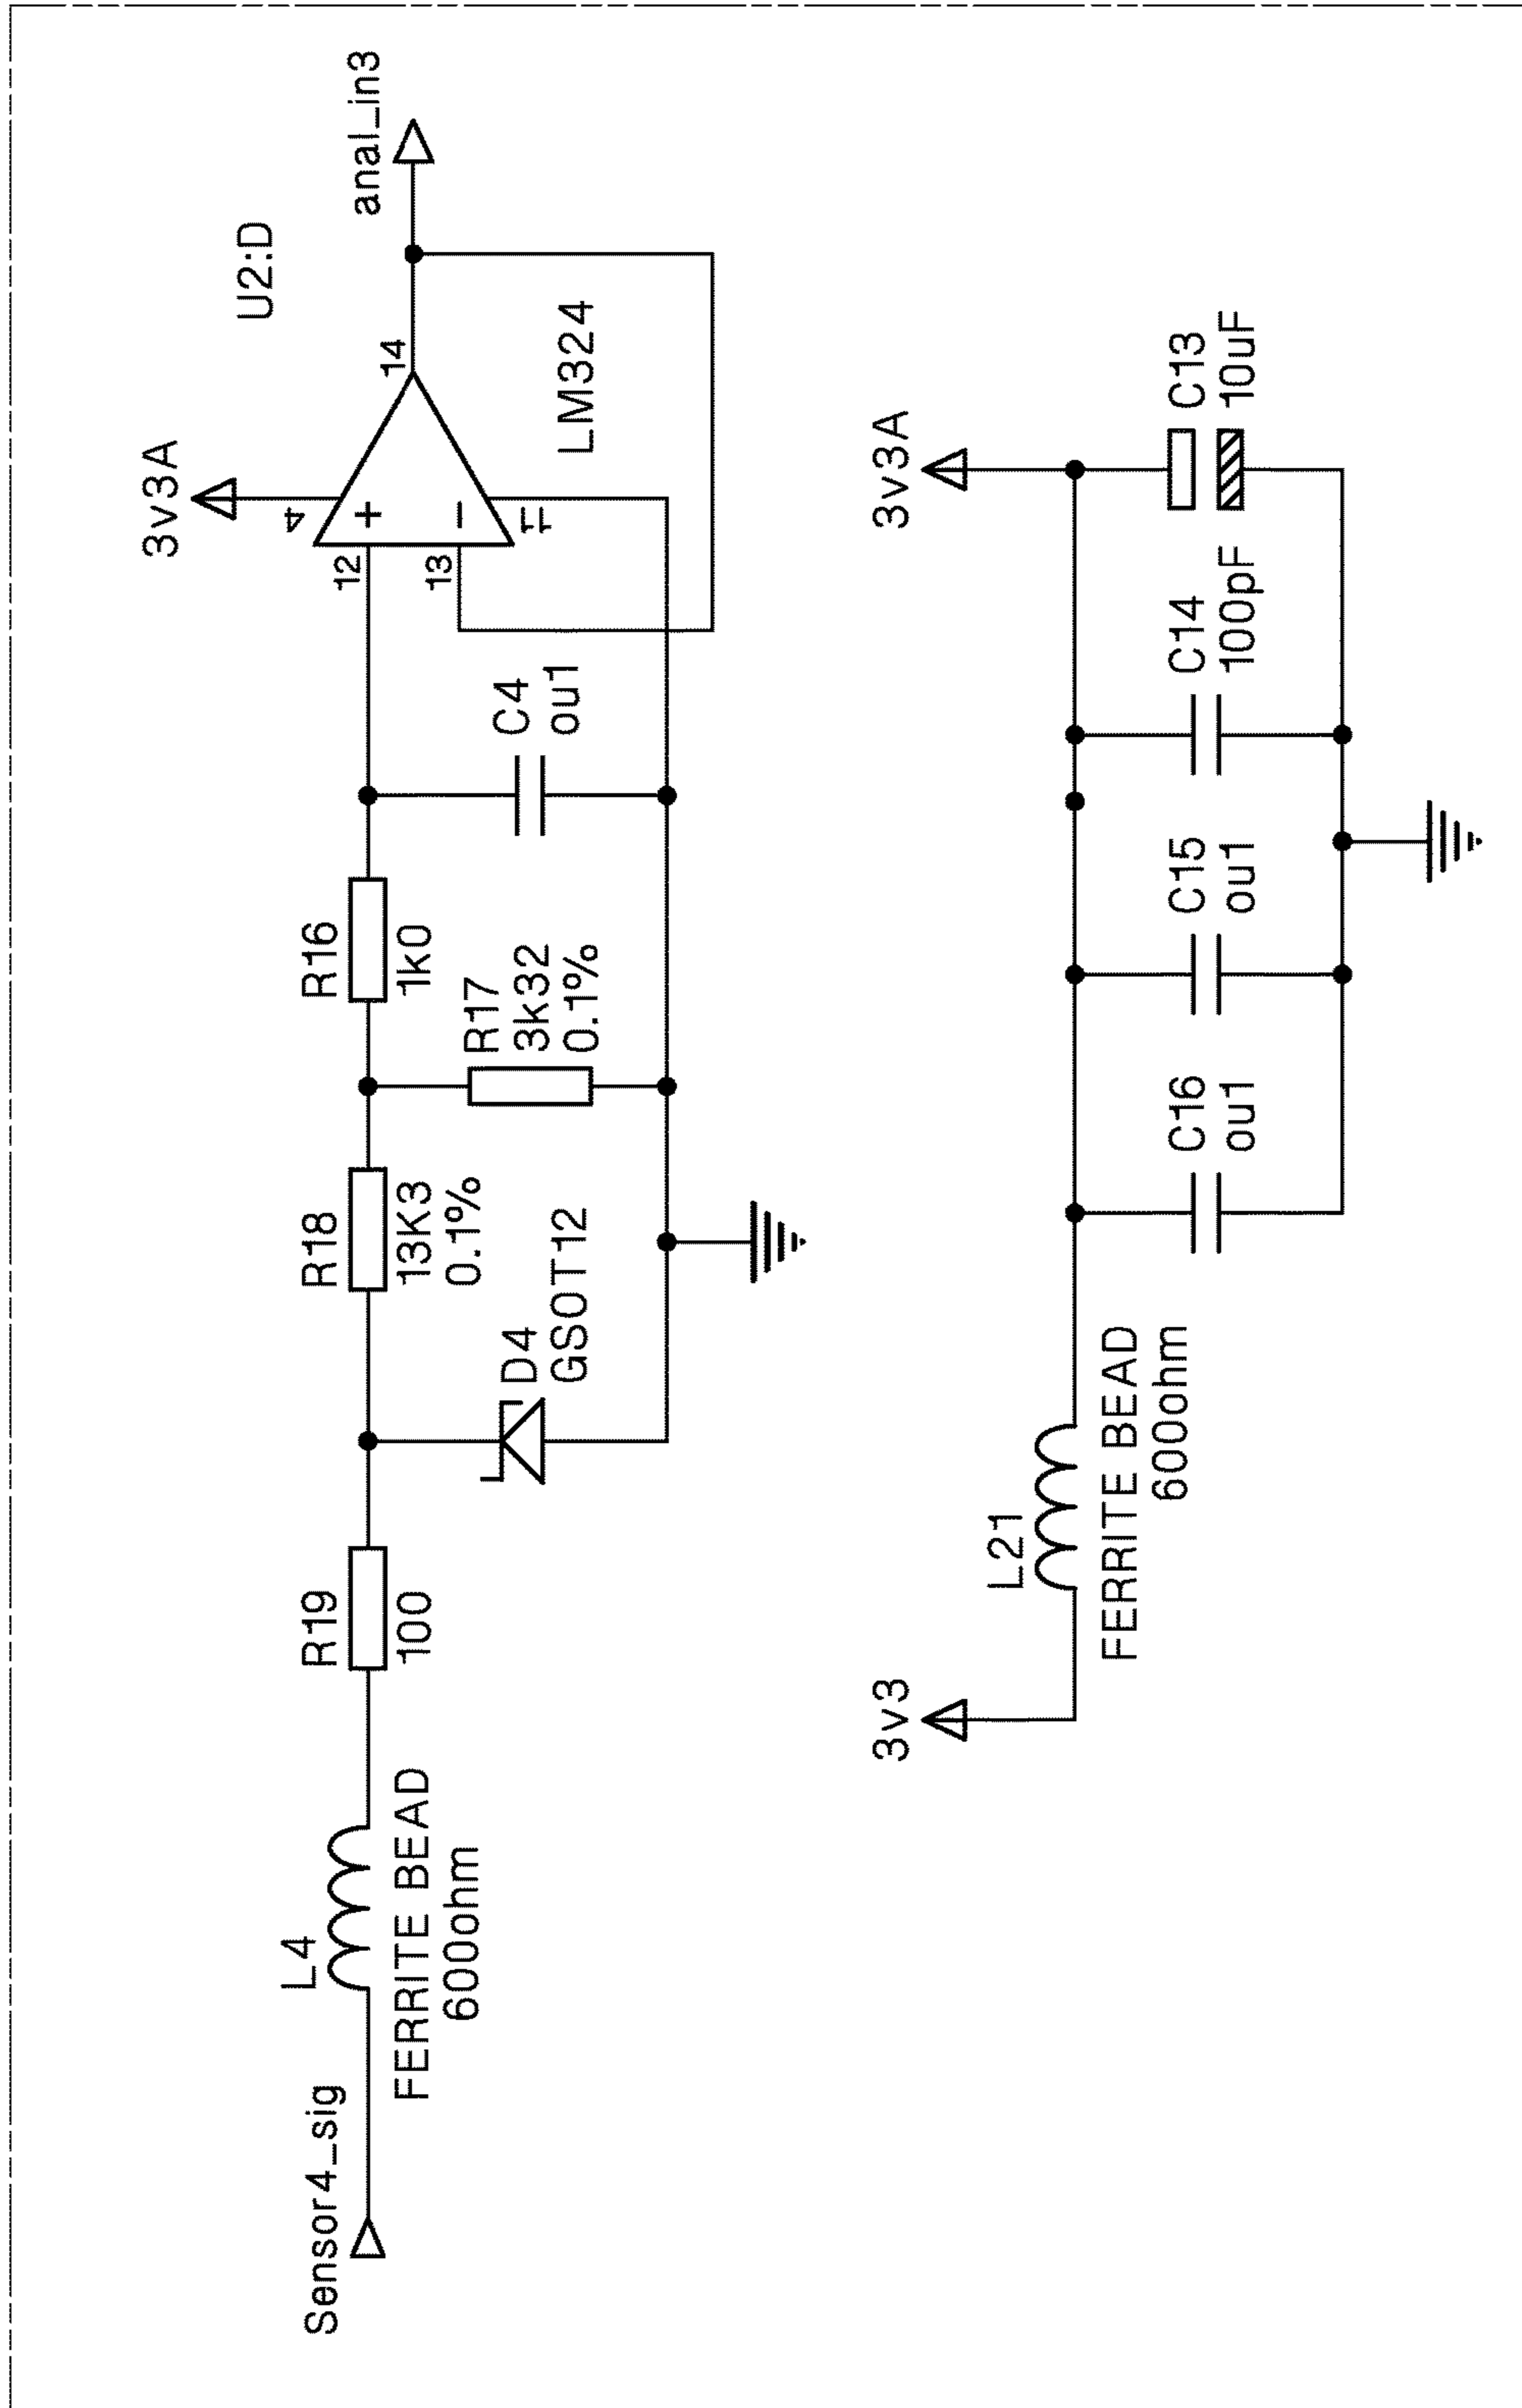 Sensor4_sig
L4
FERRITE BEAD
600ohm
R19
100
D4
GSOT12
R18
13K3
0.1%
R17
3k32
0.1%
R16
1k0
C4
ou1
3v3A
4
12
+
13
−
11
14
U2:D
LM324
anal_in3
3v3
L21
FERRITE BEAD
600ohm
C16
ou1
C15
ou1
C14
100pF
3v3A
C13
10uF